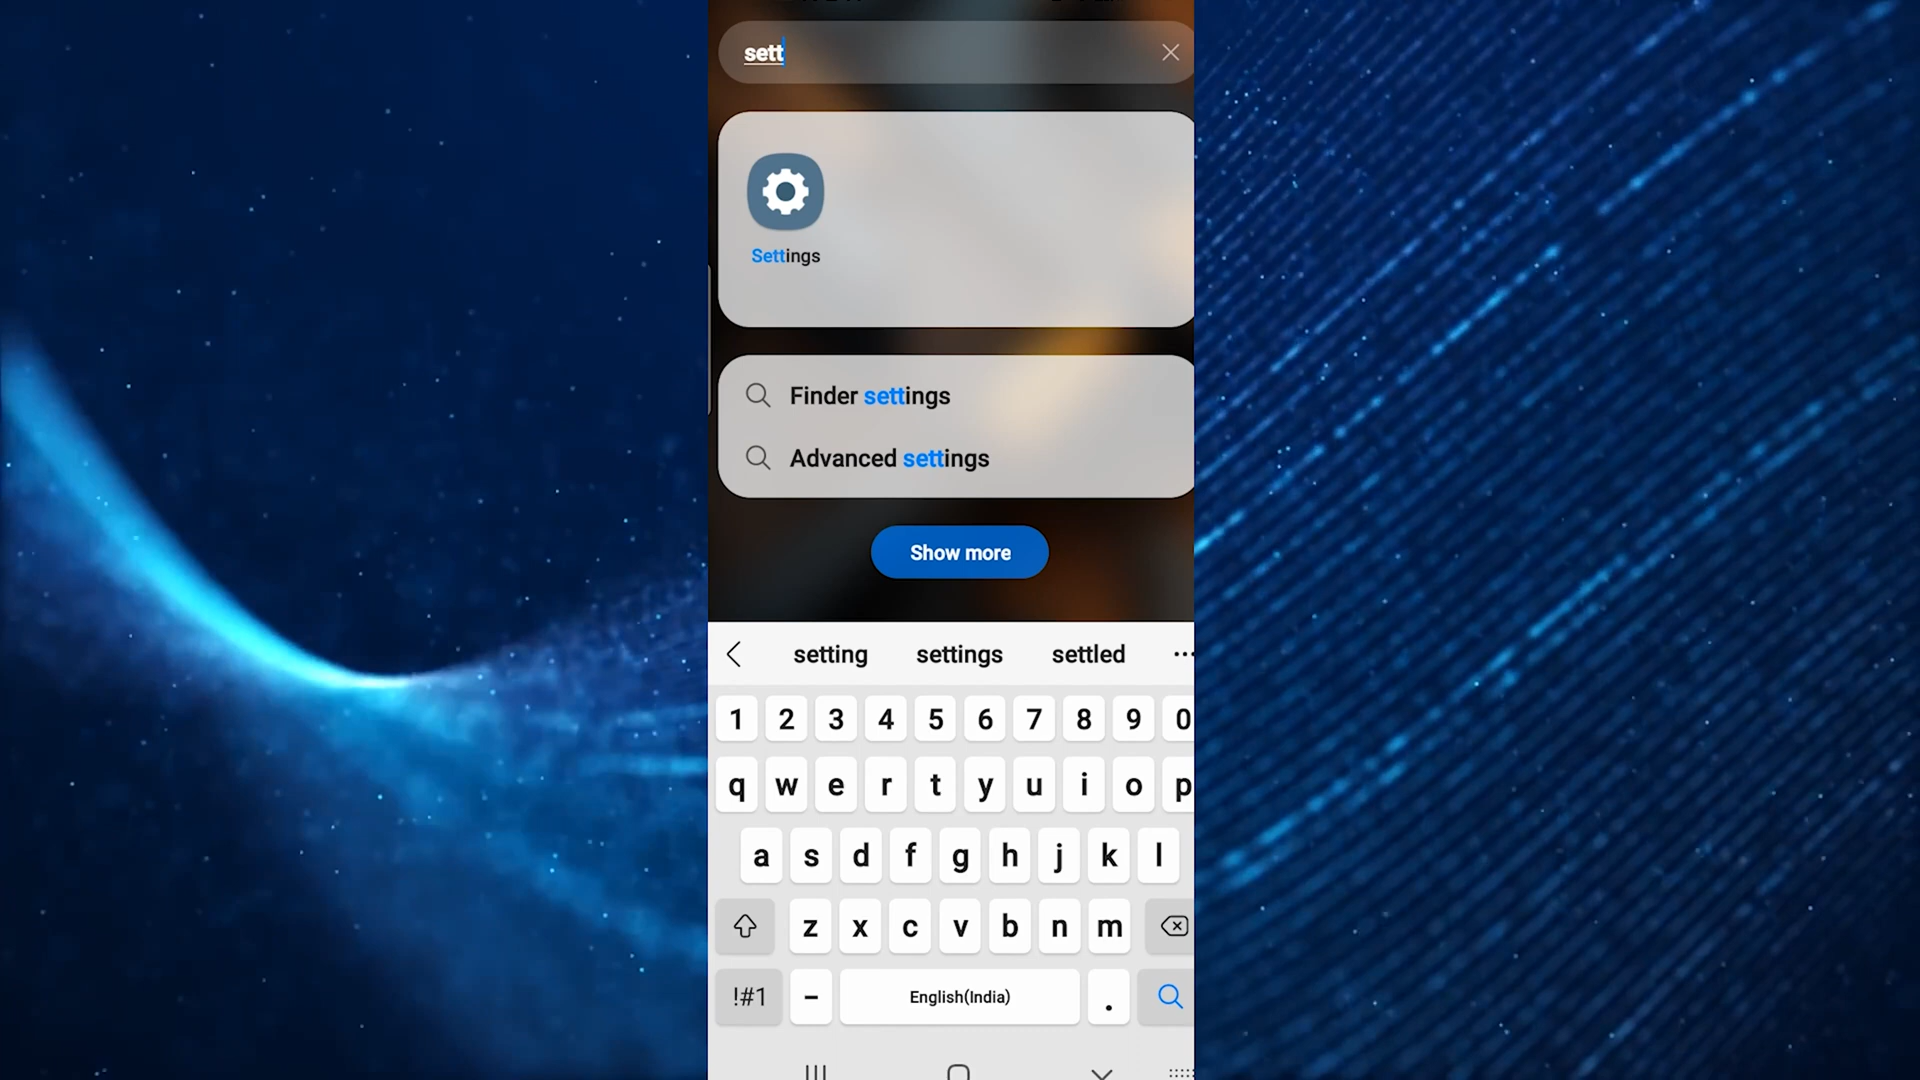 sett
Settings
Finder settings
Advanced settings
Show more
setting settings settled ...
1 2 3 4 5 6 7 8 9 0
q w e r t y u i o p
a s d f g h j k l
z x c v b n m
!#1 - English(India) .